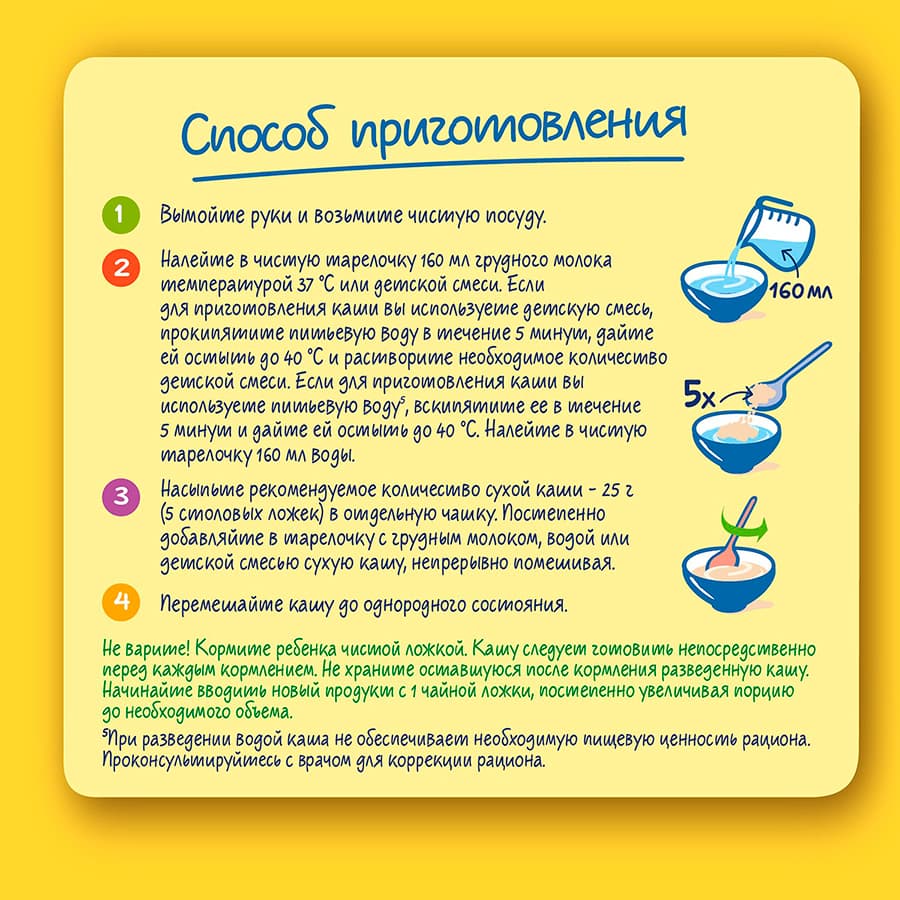 Способ приготовления
1 Вымойте руки и возьмите чистую посуду.
2 Налейте в чистую тарелочку 160 мл грудного молока
температурой 37 °C или детской смеси. Если
для приготовления каши вы используете детскую смесь,
прокипятите питьевую воду в течение 5 минут, дайте
ей остыть до 40 °C и растворите необходимое количество
детской смеси. Если для приготовления каши вы
используете питьевую воду⁵, вскипятите ее в течение
5 минут и дайте ей остыть до 40 °C. Налейте в чистую
тарелочку 160 мл воды.
160 мл
5x
3 Насыпьте рекомендуемое количество сухой каши – 25 г
(5 столовых ложек) в отдельную чашку. Постепенно
добавляйте в тарелочку с грудным молоком, водой или
детской смесью сухую кашу, непрерывно помешивая.
4 Перемешайте кашу до однородного состояния.
Не варите! Кормите ребенка чистой ложкой. Кашу следует готовить непосредственно
перед каждым кормлением. Не храните оставшуюся после кормления разведенную кашу.
Начинайте вводить новый продукт с 1 чайной ложки, постепенно увеличивая порцию
до необходимого объема.
⁵При разведении водой каша не обеспечивает необходимую пищевую ценность рациона.
Проконсультируйтесь с врачом для коррекции рациона.